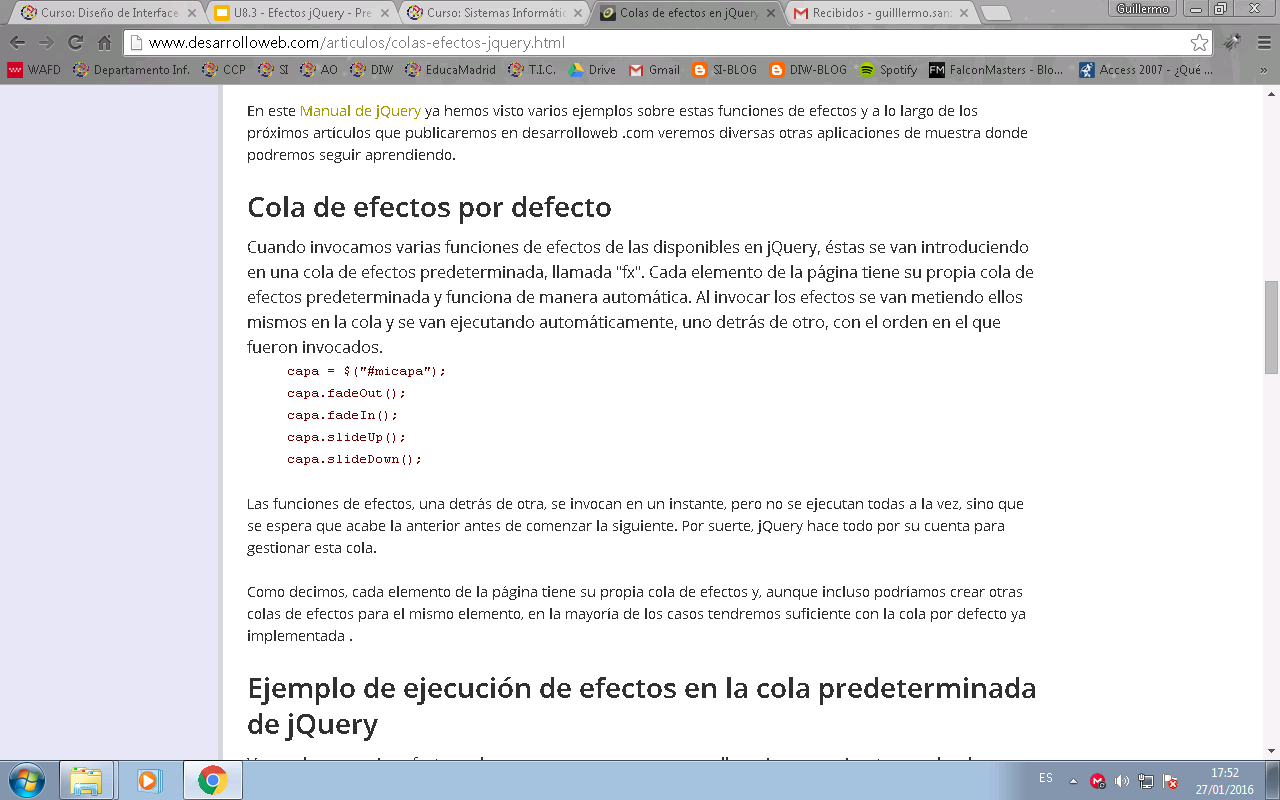 Curso: Diseño de Interface
U8.3 - Efectos jQuery - Pre
Curso: Sistemas Informátic
Colas de efectos en jQuery
Recibidos - guilllermo.san
Guillermo
www.desarrolloweb.com/articulos/colas-efectos-jquery.html
WAFD Departamento Inf. CCP SI AO DIW EducaMadrid T.I.C. Drive Gmail SI-BLOG DIW-BLOG Spotify FM FalconMasters - Blo... Access 2007 - ¿Qué ... »
En este Manual de jQuery ya hemos visto varios ejemplos sobre estas funciones de efectos y a lo largo de los
próximos artículos que publicaremos en desarrolloweb .com veremos diversas otras aplicaciones de muestra donde
podremos seguir aprendiendo.
Cola de efectos por defecto
Cuando invocamos varias funciones de efectos de las disponibles en jQuery, éstas se van introduciendo
en una cola de efectos predeterminada, llamada "fx". Cada elemento de la página tiene su propia cola de
efectos predeterminada y funciona de manera automática. Al invocar los efectos se van metiendo ellos
mismos en la cola y se van ejecutando automáticamente, uno detrás de otro, con el orden en el que
fueron invocados.
capa = $("#micapa");
capa.fadeOut();
capa.fadeIn();
capa.slideUp();
capa.slideDown();
Las funciones de efectos, una detrás de otra, se invocan en un instante, pero no se ejecutan todas a la vez, sino que
se espera que acabe la anterior antes de comenzar la siguiente. Por suerte, jQuery hace todo por su cuenta para
gestionar esta cola.
Como decimos, cada elemento de la página tiene su propia cola de efectos y, aunque incluso podríamos crear otras
colas de efectos para el mismo elemento, en la mayoría de los casos tendremos suficiente con la cola por defecto ya
implementada .
Ejemplo de ejecución de efectos en la cola predeterminada
de jQuery
ES
17:52
27/01/2016